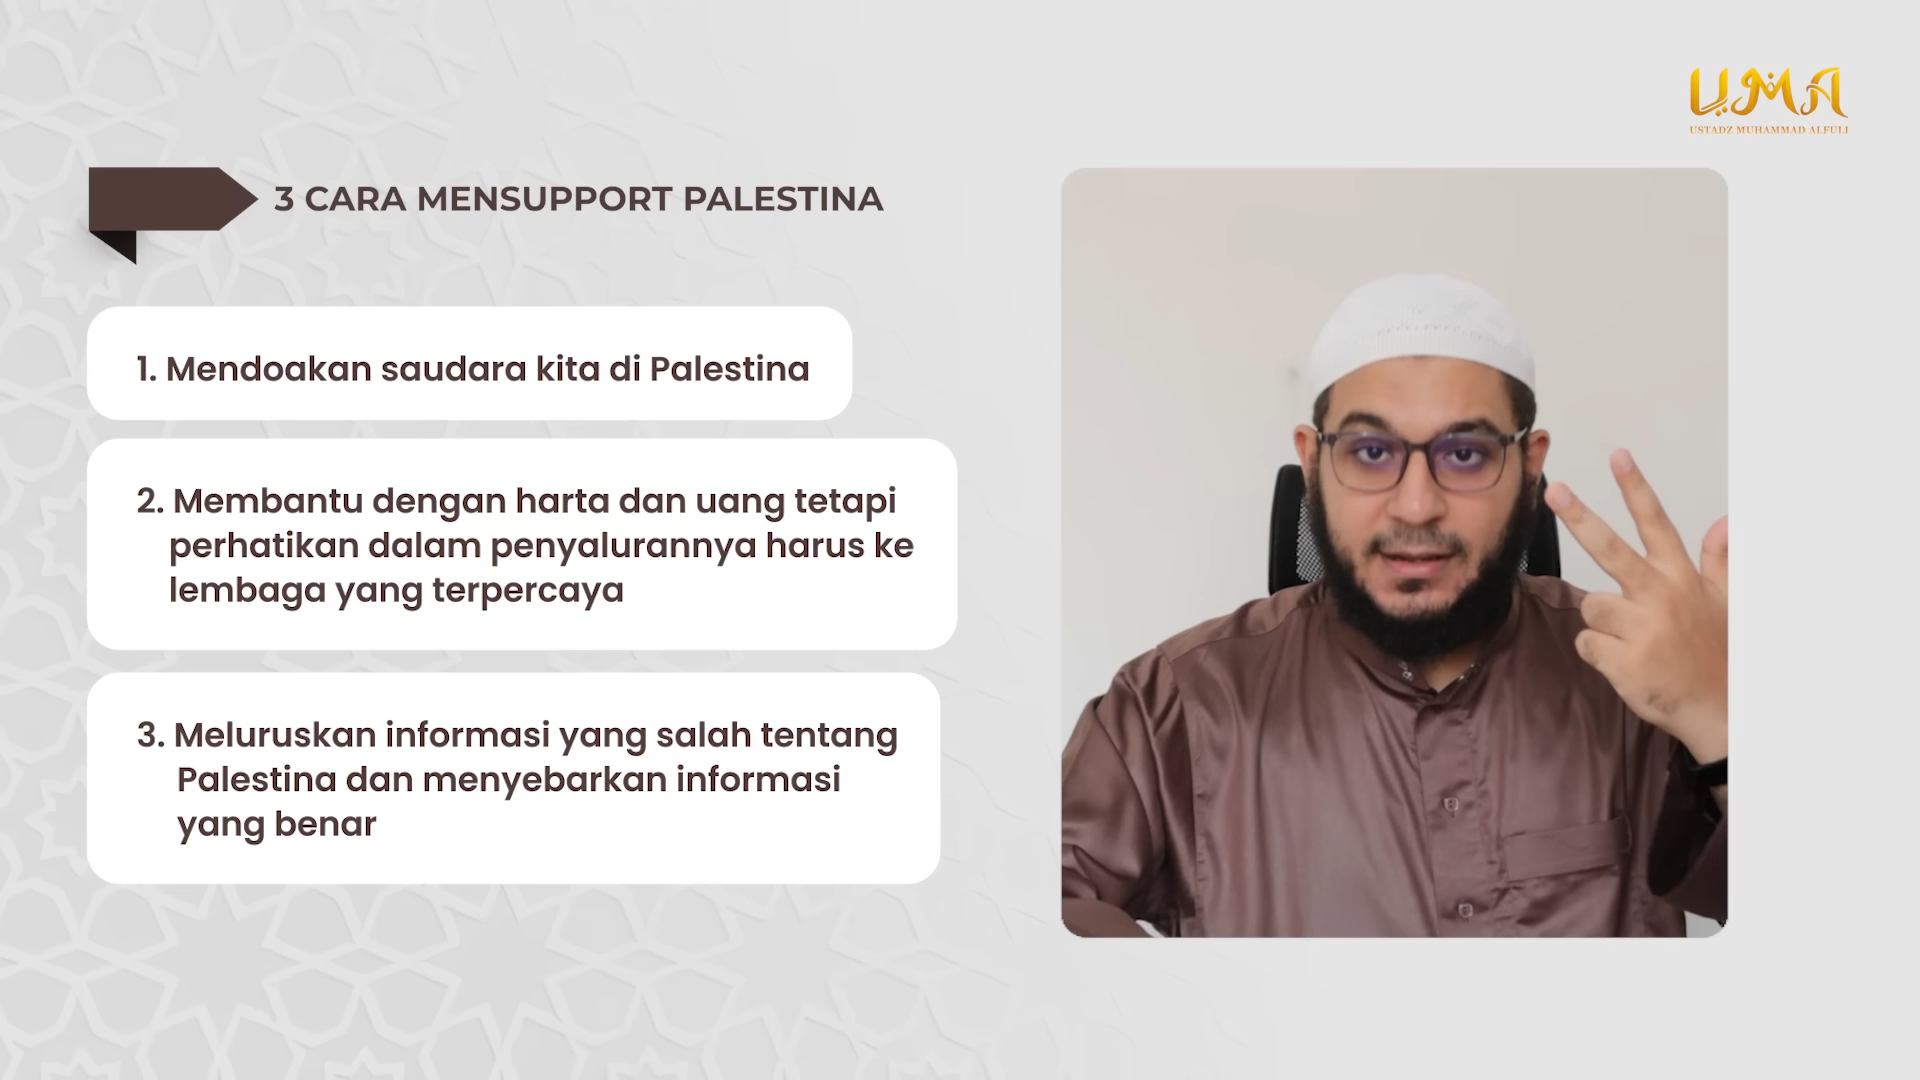 UMA
USTADZ MUHAMMAD ALFULI
3 CARA MENSUPPORT PALESTINA
1. Mendoakan saudara kita di Palestina
2. Membantu dengan harta dan uang tetapi
perhatikan dalam penyalurannya harus ke
lembaga yang terpercaya
3. Meluruskan informasi yang salah tentang
Palestina dan menyebarkan informasi
yang benar